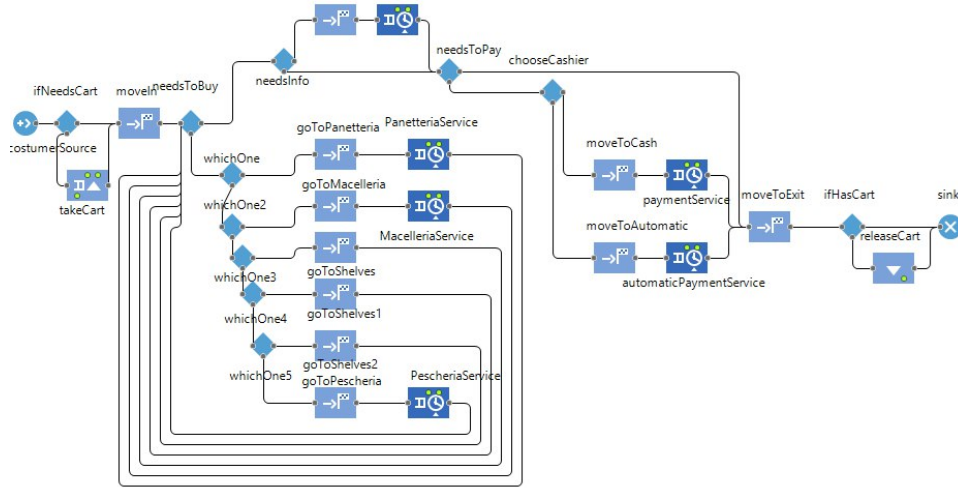 needsToPay
chooseCashier
needsInfo
ifNeedsCart
moveIn
needsToBuy
costumerSource
takeCart
whichOne
goToPanetteria
PanetteriaService
whichOne2
goToMacelleria
MacelleriaService
whichOne3
goToShelves
whichOne4
goToShelves1
goToShelves2
whichOne5
goToPescheria
PescheriaService
moveToCash
paymentService
moveToAutomatic
automaticPaymentService
moveToExit
ifHasCart
sink
releaseCart